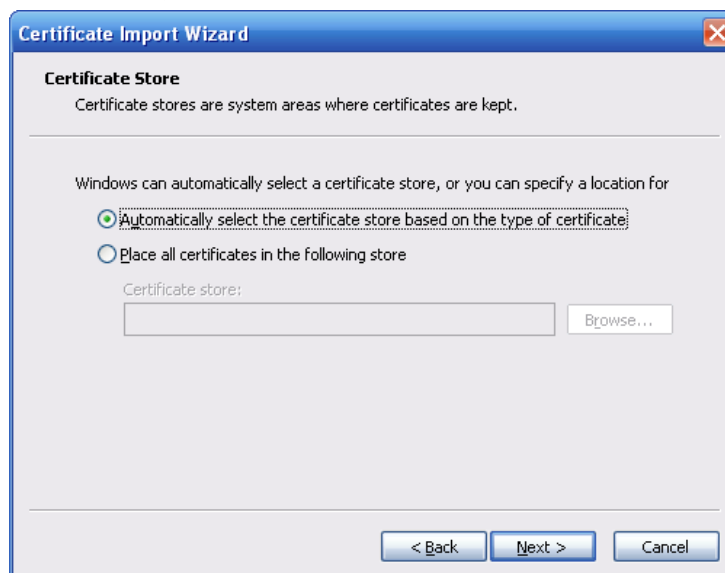 Certificate Import Wizard
Certificate Store
Certificate stores are system areas where certificates are kept.
Windows can automatically select a certificate store, or you can specify a location for
Automatically select the certificate store based on the type of certificate
Place all certificates in the following store
Certificate store:
Browse...
< Back Next > Cancel